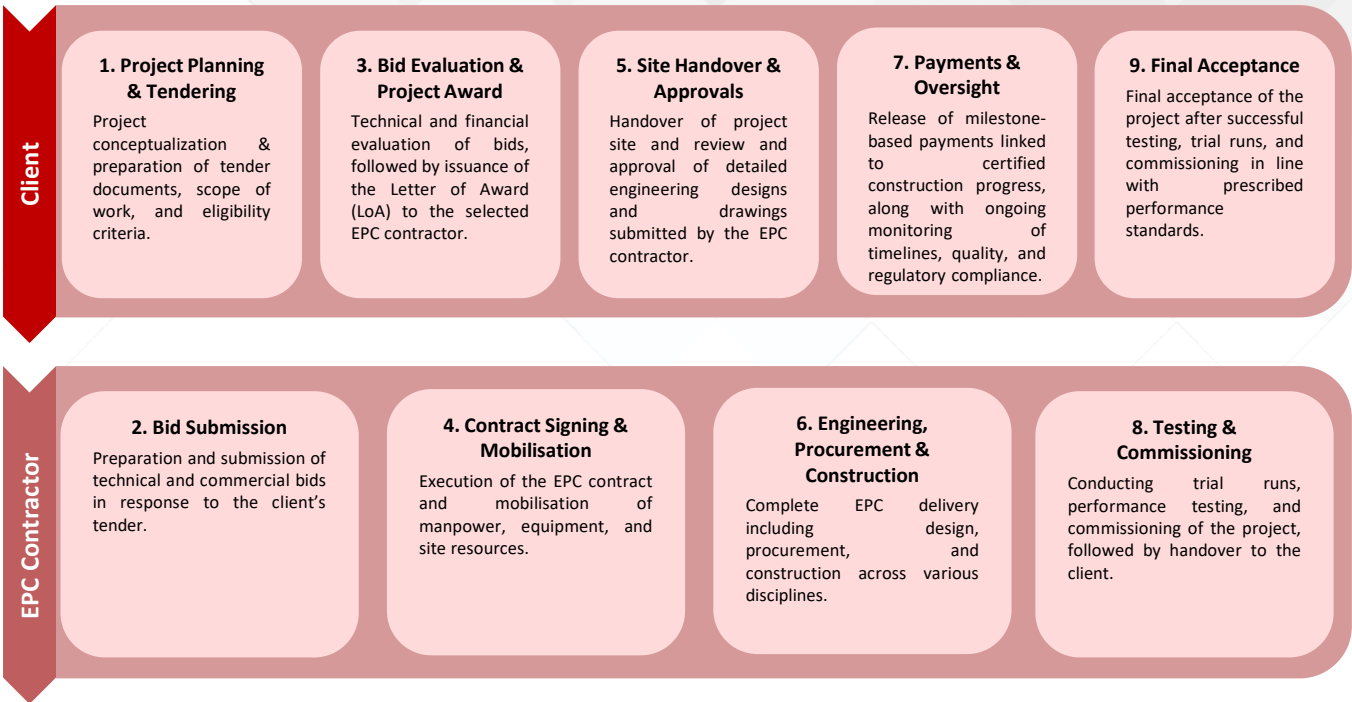 Client
1. Project Planning
& Tendering
Project
conceptualization &
preparation of tender
documents, scope of
work, and eligibility
criteria.
3. Bid Evaluation &
Project Award
Technical and financial
evaluation of bids,
followed by issuance of
the Letter of Award
(LoA) to the selected
EPC contractor.
5. Site Handover &
Approvals
Handover of project
site and review and
approval of detailed
engineering designs
and drawings
submitted by the EPC
contractor.
7. Payments &
Oversight
Release of milestone-
based payments linked
to certified
construction progress,
along with ongoing
monitoring of
timelines, quality, and
regulatory compliance.
9. Final Acceptance
Final acceptance of the
project after successful
testing, trial runs, and
commissioning in line
with prescribed
performance
standards.
EPC Contractor
2. Bid Submission
Preparation and submission of
technical and commercial bids
in response to the client’s
tender.
4. Contract Signing &
Mobilisation
Execution of the EPC contract
and mobilisation of
manpower, equipment, and
site resources.
6. Engineering,
Procurement &
Construction
Complete EPC delivery
including design,
procurement, and
construction across various
disciplines.
8. Testing &
Commissioning
Conducting trial runs,
performance testing, and
commissioning of the project,
followed by handover to the
client.